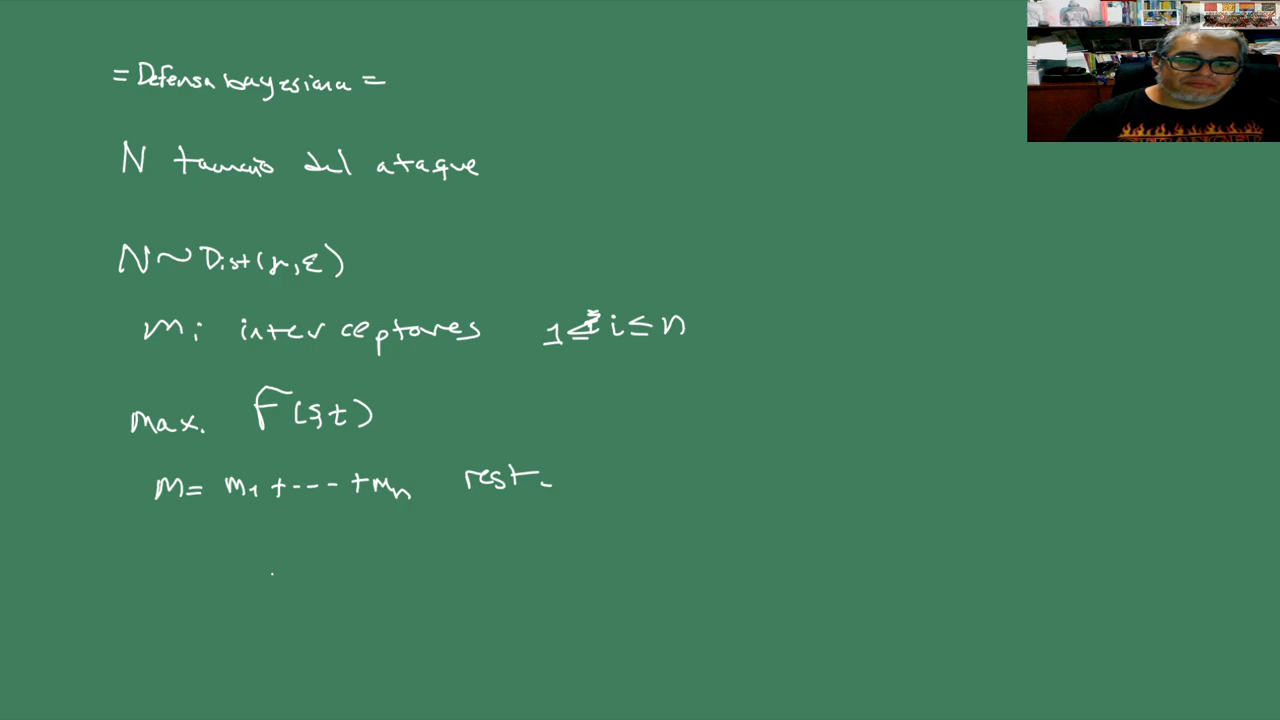 = Defensa bayesiana =
N tamaño del ataque
N ~ Dist(μ, Σ)
mi interceptores 1 ≤ i ≤ n
max. F(s,t)
m = m1 + --- + mn rest.